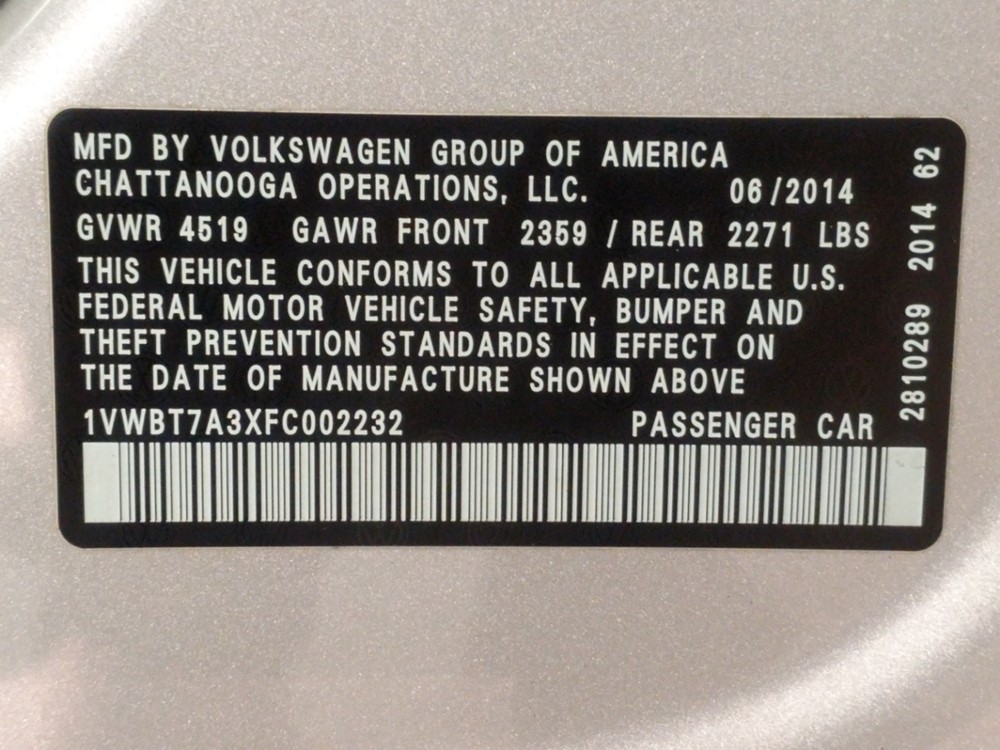 MFD BY VOLKSWAGEN GROUP OF AMERICA
CHATTANOOGA OPERATIONS, LLC. 06/2014
GVWR 4519 GAWR FRONT 2359 / REAR 2271 LBS
THIS VEHICLE CONFORMS TO ALL APPLICABLE U.S.
FEDERAL MOTOR VEHICLE SAFETY, BUMPER AND
THEFT PREVENTION STANDARDS IN EFFECT ON
THE DATE OF MANUFACTURE SHOWN ABOVE
1VWBT7A3XFC002232 PASSENGER CAR
2810289 2014 62